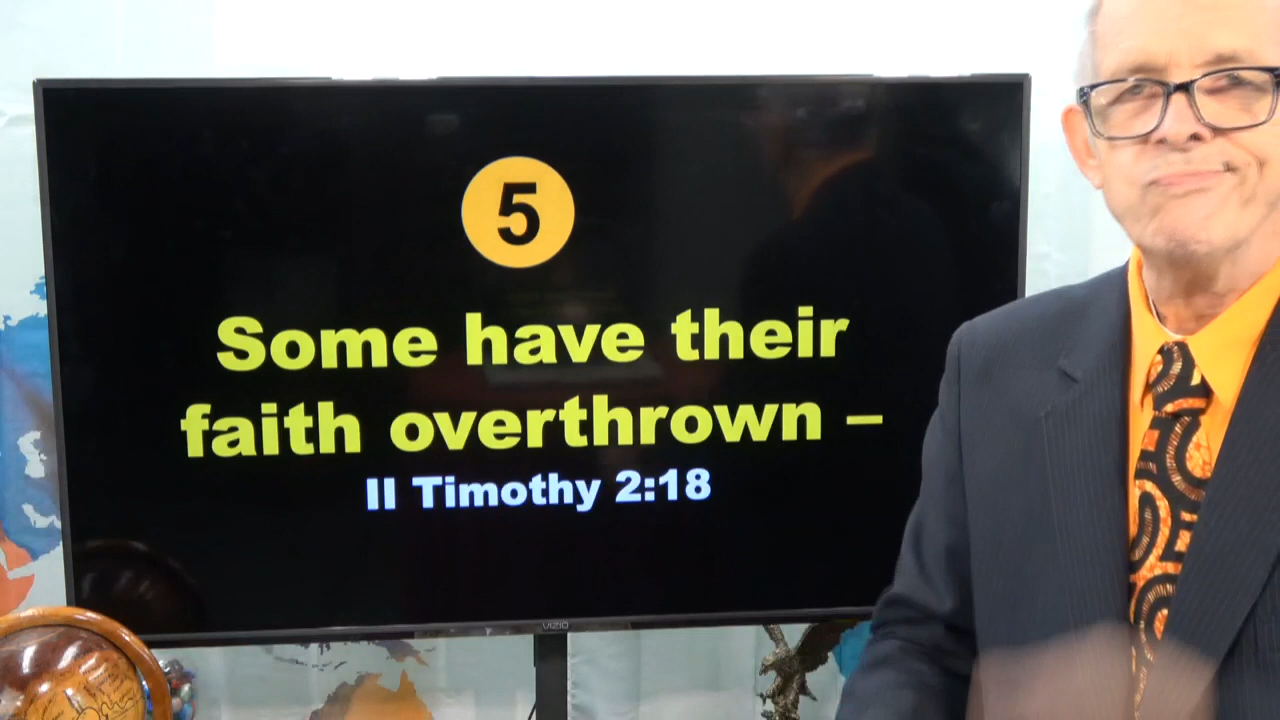 5
Some have their
faith overthrown –
II Timothy 2:18
VIZIO